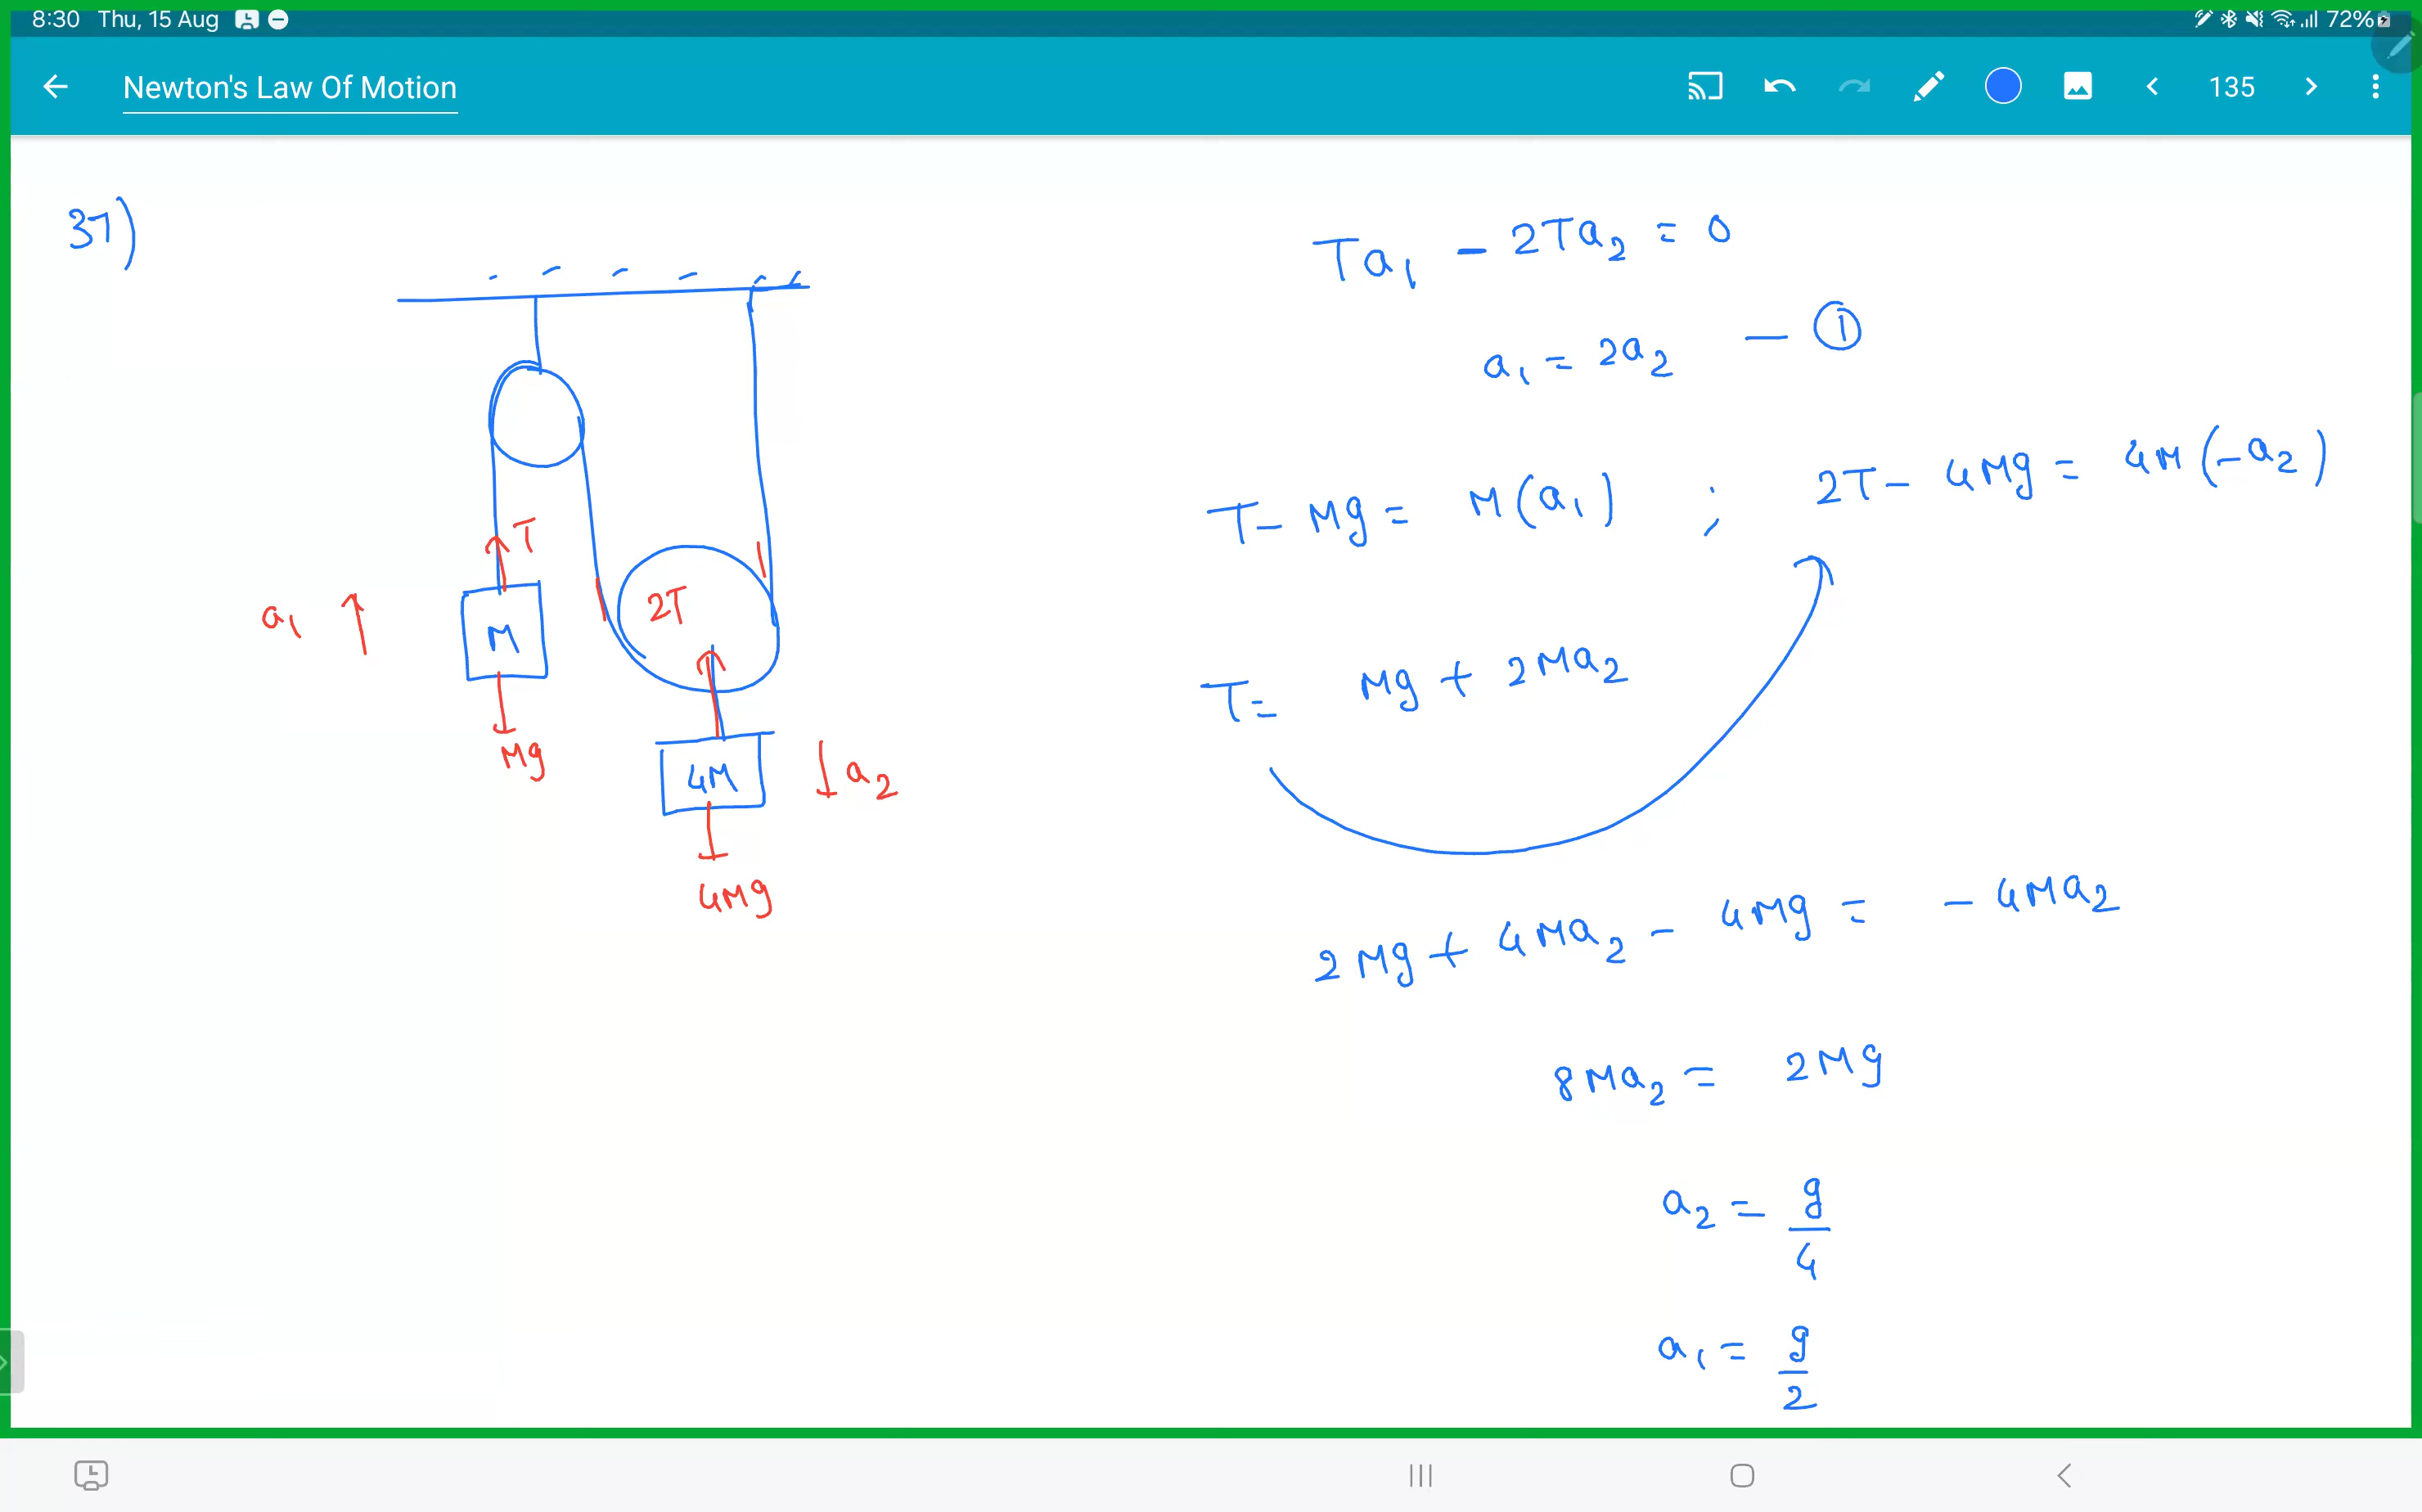 8:30 Thu, 15 Aug 72%
Newton's Law Of Motion 135
37)
Ta₁ - 2Ta₂ = 0
a₁ = 2a₂ — ①
T - Mg = M(a₁) ; 2T - 4Mg = 4M(-a₂)
T = Mg + 2Ma₂
2Mg + 4Ma₂ - 4Mg = - 4Ma₂
8Ma₂ = 2Mg
a₂ = g/4
a₁ = g/2
T
2T
a₁
M
Mg
4M
a₂
4Mg